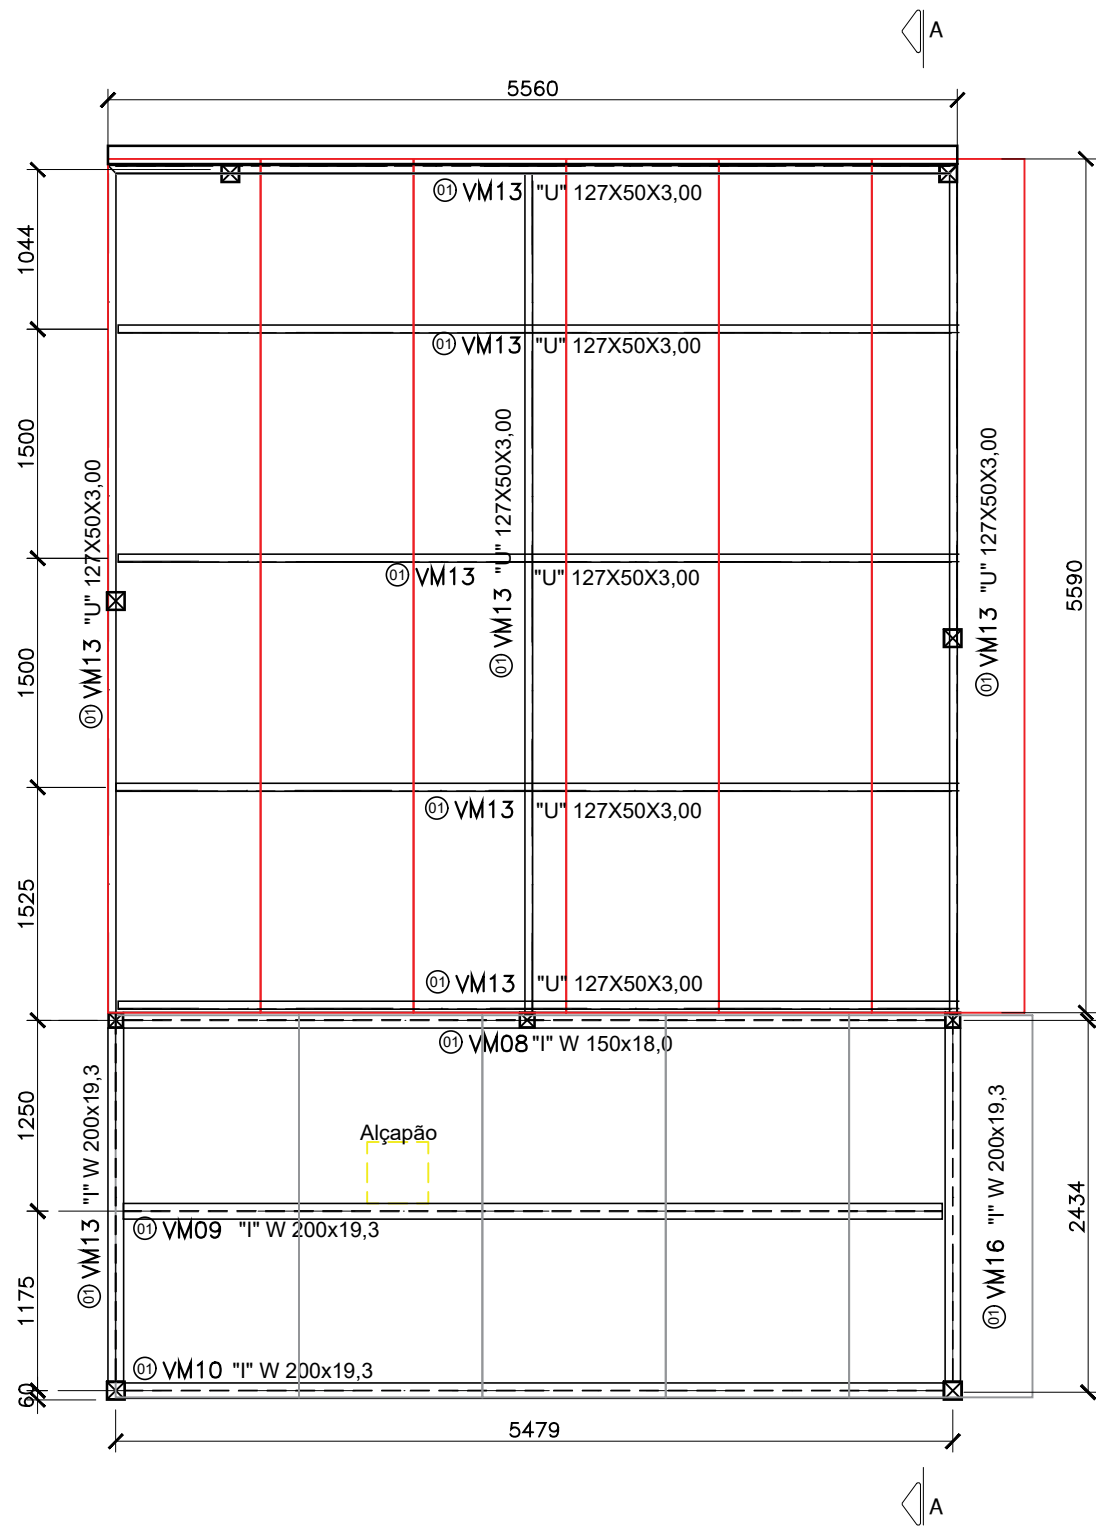 A
5560
01 VM13 "U" 127X50X3,00
1044
01 VM13 "U" 127X50X3,00
1500
01 VM13 "U" 127X50X3,00
01 VM13 "U" 127X50X3,00
01 VM13 "U" 127X50X3,00
01 VM13 "U" 127X50X3,00
5590
1500
01 VM13 "U" 127X50X3,00
1525
01 VM13 "U" 127X50X3,00
01 VM08 "I" W 150x18,0
1250
01 VM13 "I" W 200x19,3
Alçapão
01 VM16 "I" W 200x19,3
2434
01 VM09 "I" W 200x19,3
1175
01 VM10 "I" W 200x19,3
60
5479
A